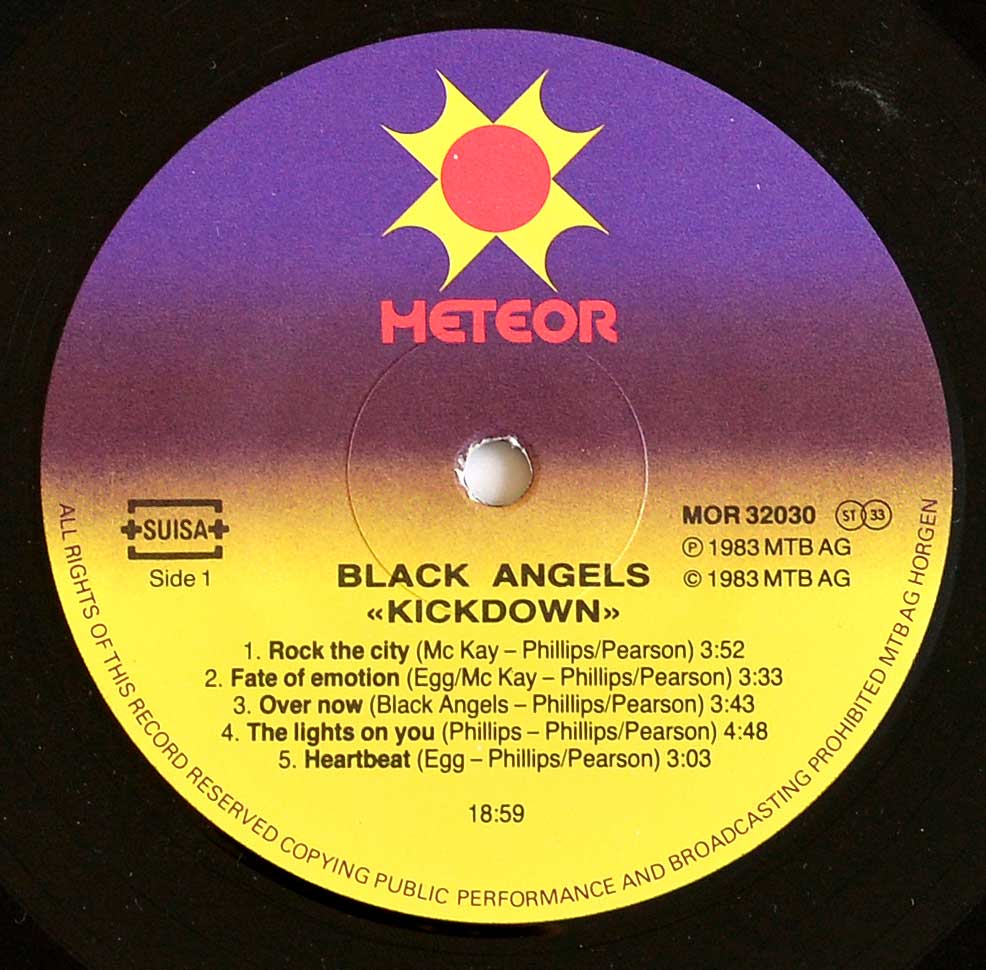 METEOR
SUISA
Side 1
MOR 32030 ST 33
℗ 1983 MTB AG
© 1983 MTB AG
BLACK ANGELS
«KICKDOWN»
1. Rock the city (Mc Kay – Phillips/Pearson) 3:52
2. Fate of emotion (Egg/Mc Kay – Phillips/Pearson) 3:33
3. Over now (Black Angels – Phillips/Pearson) 3:43
4. The lights on you (Phillips – Phillips/Pearson) 4:48
5. Heartbeat (Egg – Phillips/Pearson) 3:03
18:59
ALL RIGHTS OF THIS RECORD RESERVED COPYING PUBLIC PERFORMANCE AND BROADCASTING PROHIBITED MTB AG HORGEN